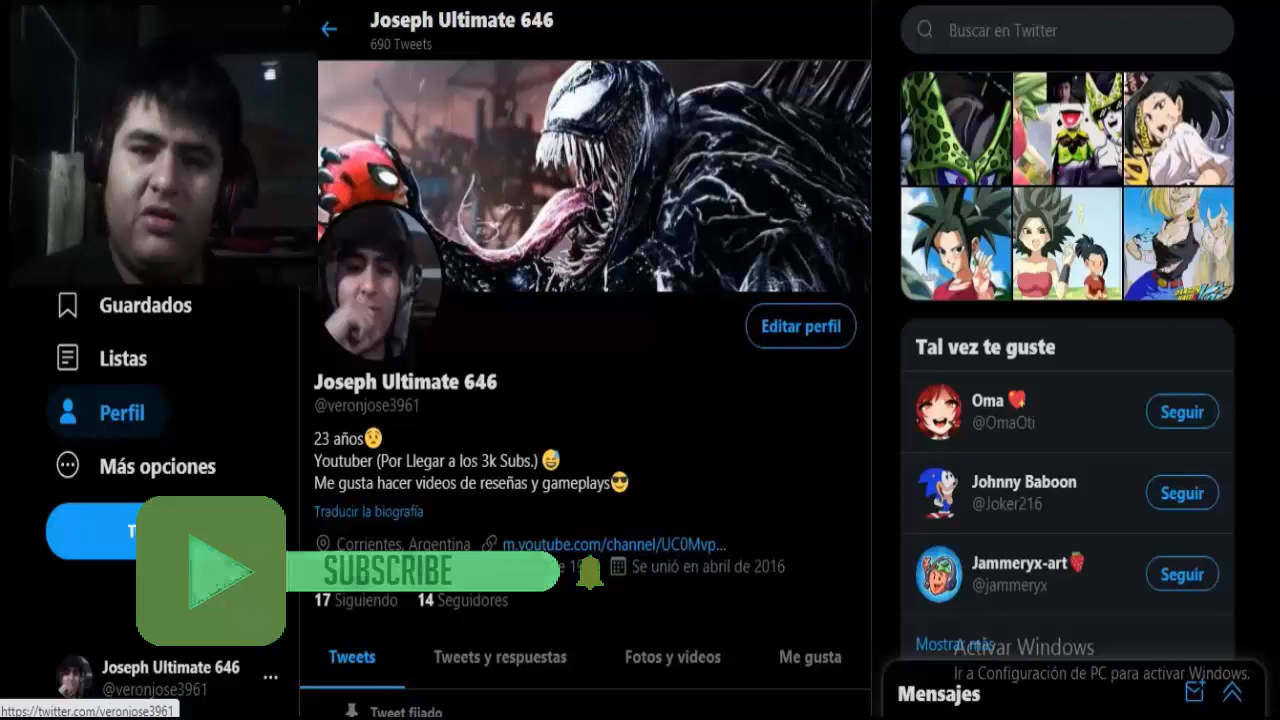 Joseph Ultimate 646
690 Tweets
Buscar en Twitter
Guardados
Listas
Perfil
Más opciones
T
Joseph Ultimate 646
@veronjose3961
https://twitter.com/veronjose3961
Editar perfil
Joseph Ultimate 646
@veronjose3961
23 años😟
Youtuber (Por Llegar a los 3k Subs.) 😅
Me gusta hacer videos de reseñas y gameplays😎
Traducir la biografía
Corrientes, Argentina m.youtube.com/channel/UC0Mvp...
de 19 Se unió en abril de 2016
SUBSCRIBE
17 Siguiendo 14 Seguidores
Tweets Tweets y respuestas Fotos y videos Me gusta
Tweet fijado
Tal vez te guste
Oma 💖
@OmaOti
Seguir
Johnny Baboon
@Joker216
Seguir
Jammeryx-art🍓
@jammeryx
Seguir
Mostrar más
Activar Windows
Ir a Configuración de PC para activar Windows.
Mensajes